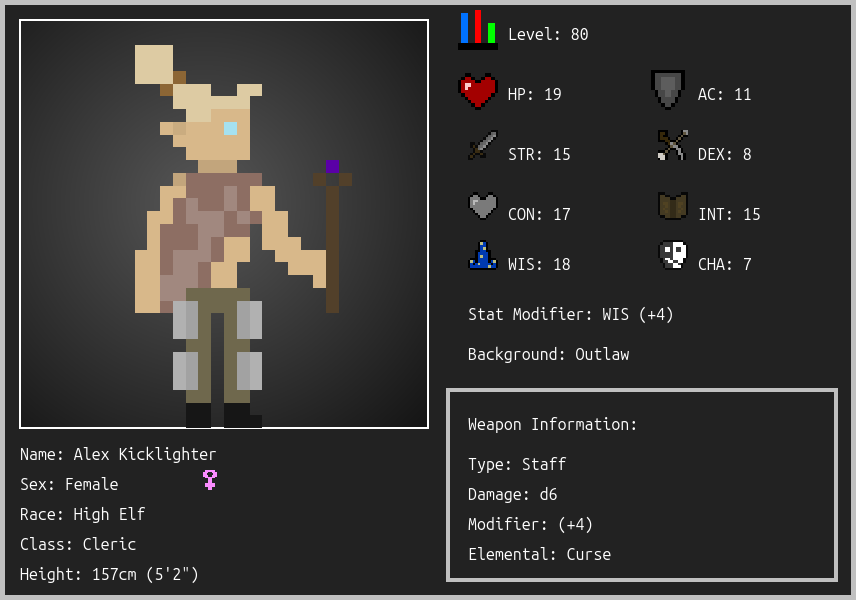 Level: 80
HP: 19
AC: 11
STR: 15
DEX: 8
CON: 17
INT: 15
WIS: 18
CHA: 7
Stat Modifier: WIS (+4)
Background: Outlaw
Weapon Information:
Type: Staff
Damage: d6
Modifier: (+4)
Elemental: Curse
Name: Alex Kicklighter
Sex: Female
Race: High Elf
Class: Cleric
Height: 157cm (5'2")